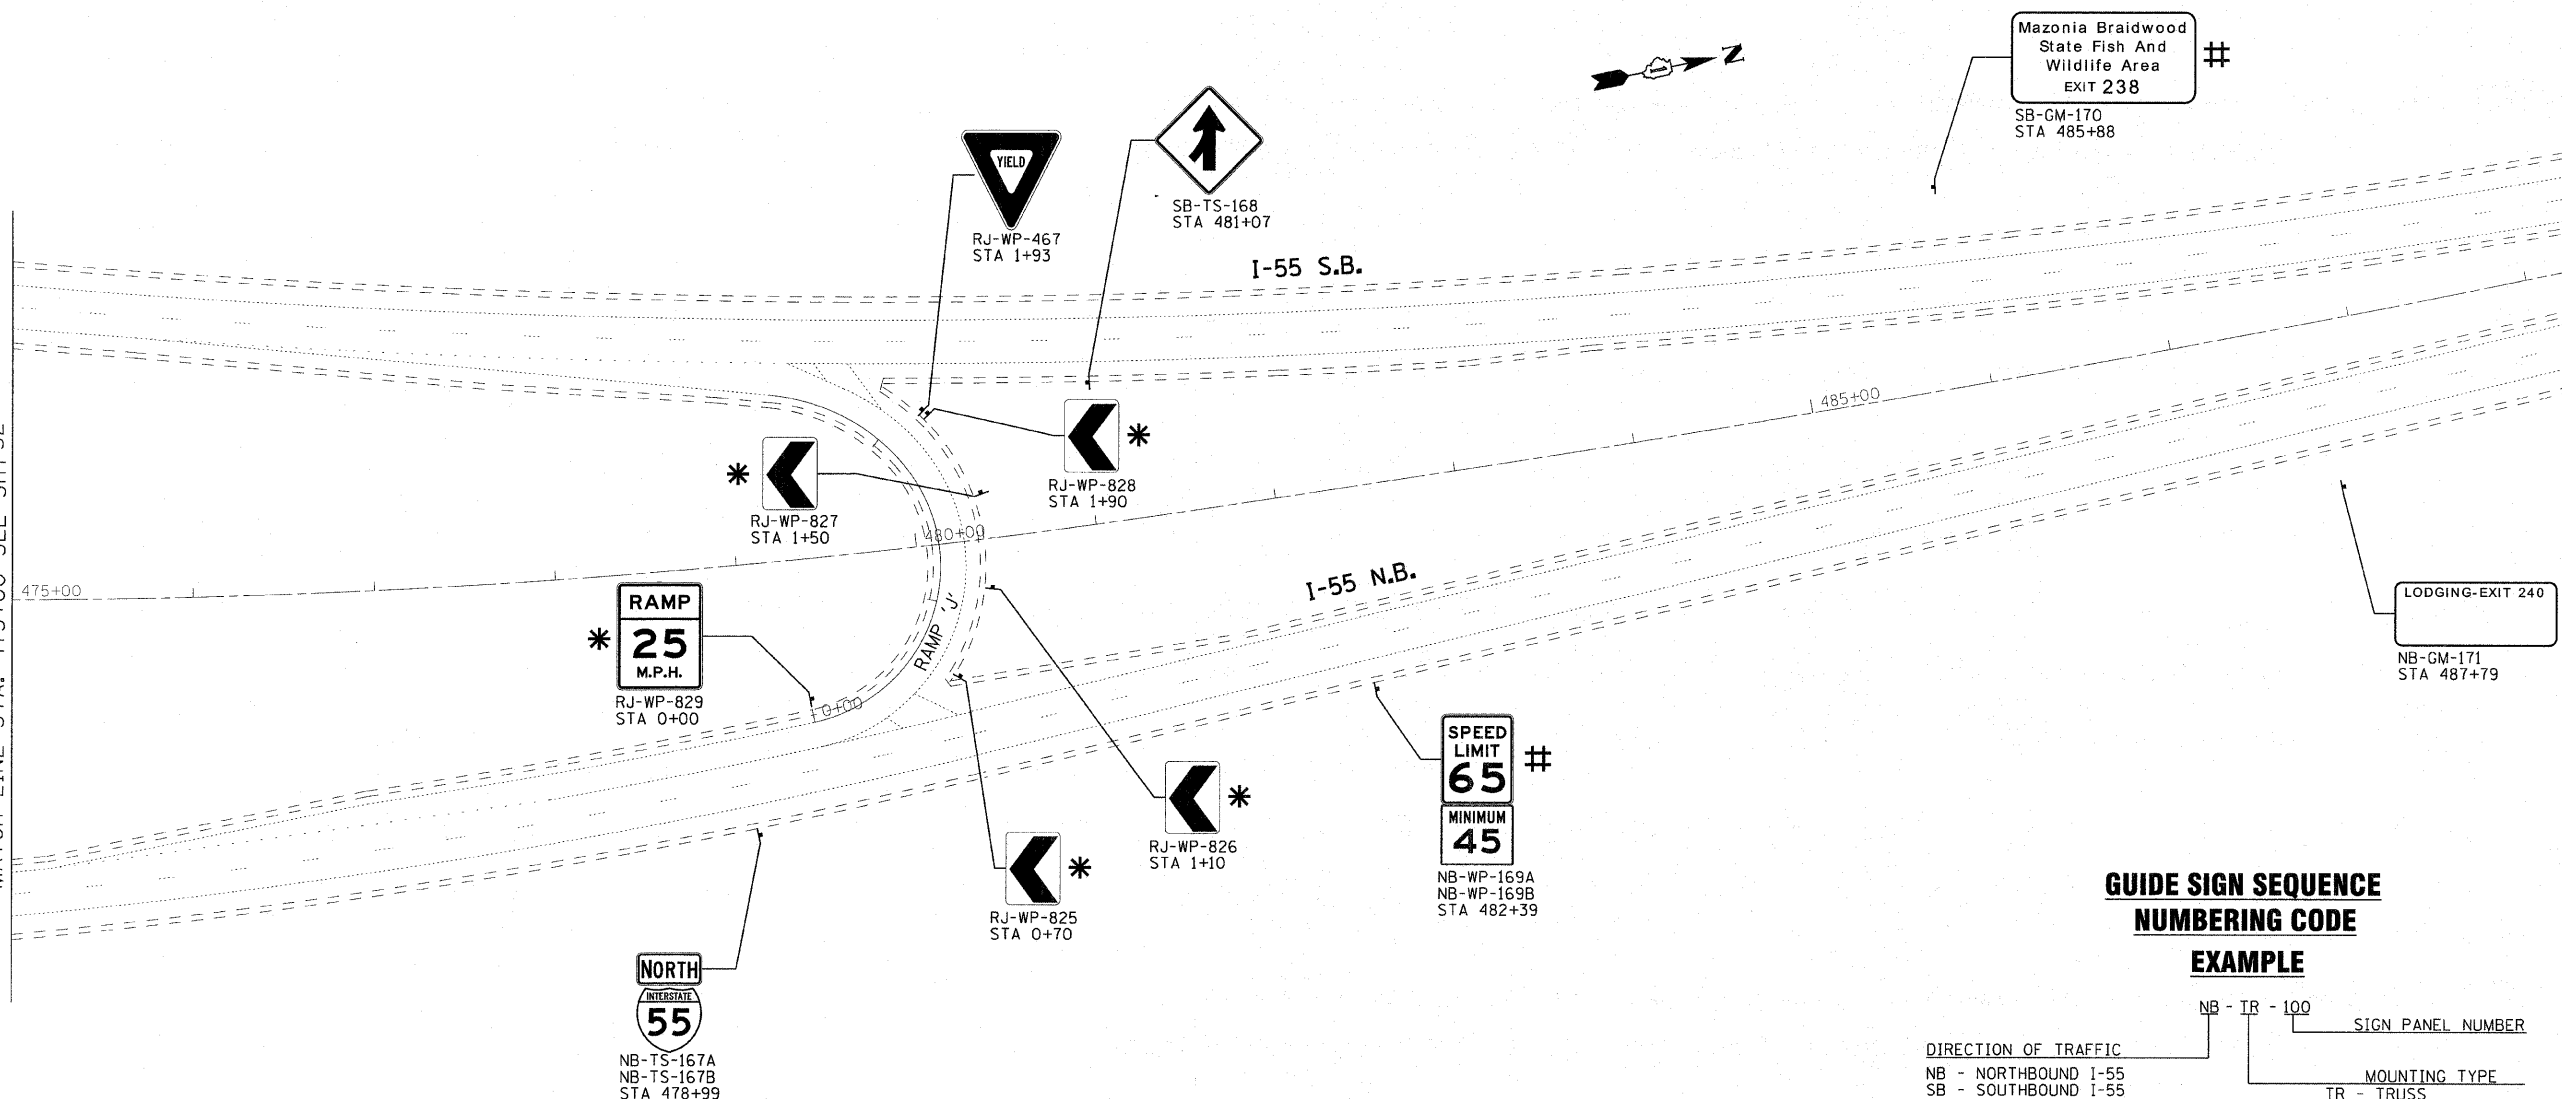 Mazonia Braidwood
State Fish And
Wildlife Area
EXIT 238
#
SB-GM-170
STA 485+88
N
YIELD
RJ-WP-467
STA 1+93
SB-TS-168
STA 481+07
I-55 S.B.
485+00
*
RJ-WP-828
STA 1+90
*
RJ-WP-827
STA 1+50
480+00
475+00
RAMP
25
M.P.H.
*
RJ-WP-829
STA 0+00
0+00
RAMP 'J'
I-55 N.B.
LODGING-EXIT 240
NB-GM-171
STA 487+79
SPEED
LIMIT
65
#
MINIMUM
45
NB-WP-169A
NB-WP-169B
STA 482+39
*
RJ-WP-826
STA 1+10
*
RJ-WP-825
STA 0+70
NORTH
INTERSTATE
55
NB-TS-167A
NB-TS-167B
STA 478+99
GUIDE SIGN SEQUENCE
NUMBERING CODE
EXAMPLE
NB - TR - 100
SIGN PANEL NUMBER
DIRECTION OF TRAFFIC
NB - NORTHBOUND I-55
SB - SOUTHBOUND I-55
MOUNTING TYPE
TR - TRUSS